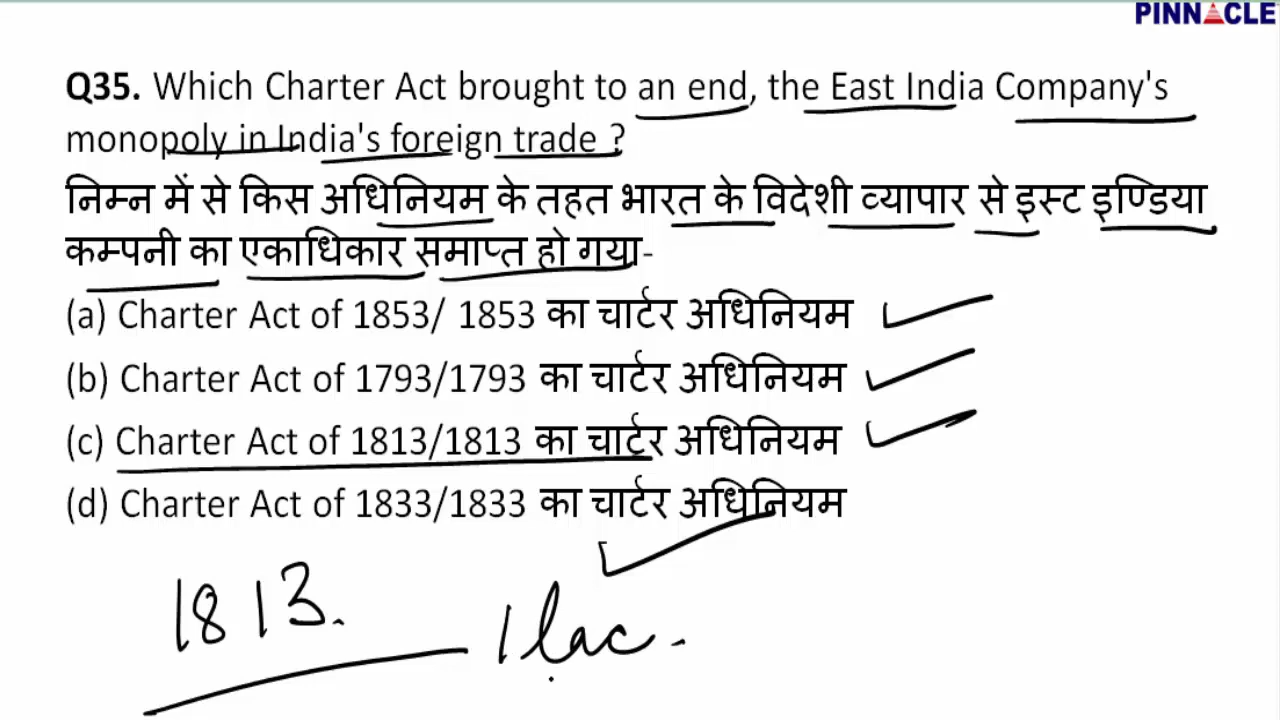 PINNACLE
Q35. Which Charter Act brought to an end, the East India Company's
monopoly in India's foreign trade ?
निम्न में से किस अधिनियम के तहत भारत के विदेशी व्यापार से इस्ट इण्डिया
कम्पनी का एकाधिकार समाप्त हो गया-
(a) Charter Act of 1853/ 1853 का चार्टर अधिनियम
(b) Charter Act of 1793/1793 का चार्टर अधिनियम
(c) Charter Act of 1813/1813 का चार्टर अधिनियम
(d) Charter Act of 1833/1833 का चार्टर अधिनियम
1813.
1 lac.